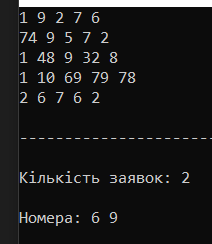 1 9 2 7 6
74 9 5 7 2
1 48 9 32 8
1 10 69 79 78
2 6 7 6 2
-----------------------
Кількість заявок: 2
Номера: 6 9